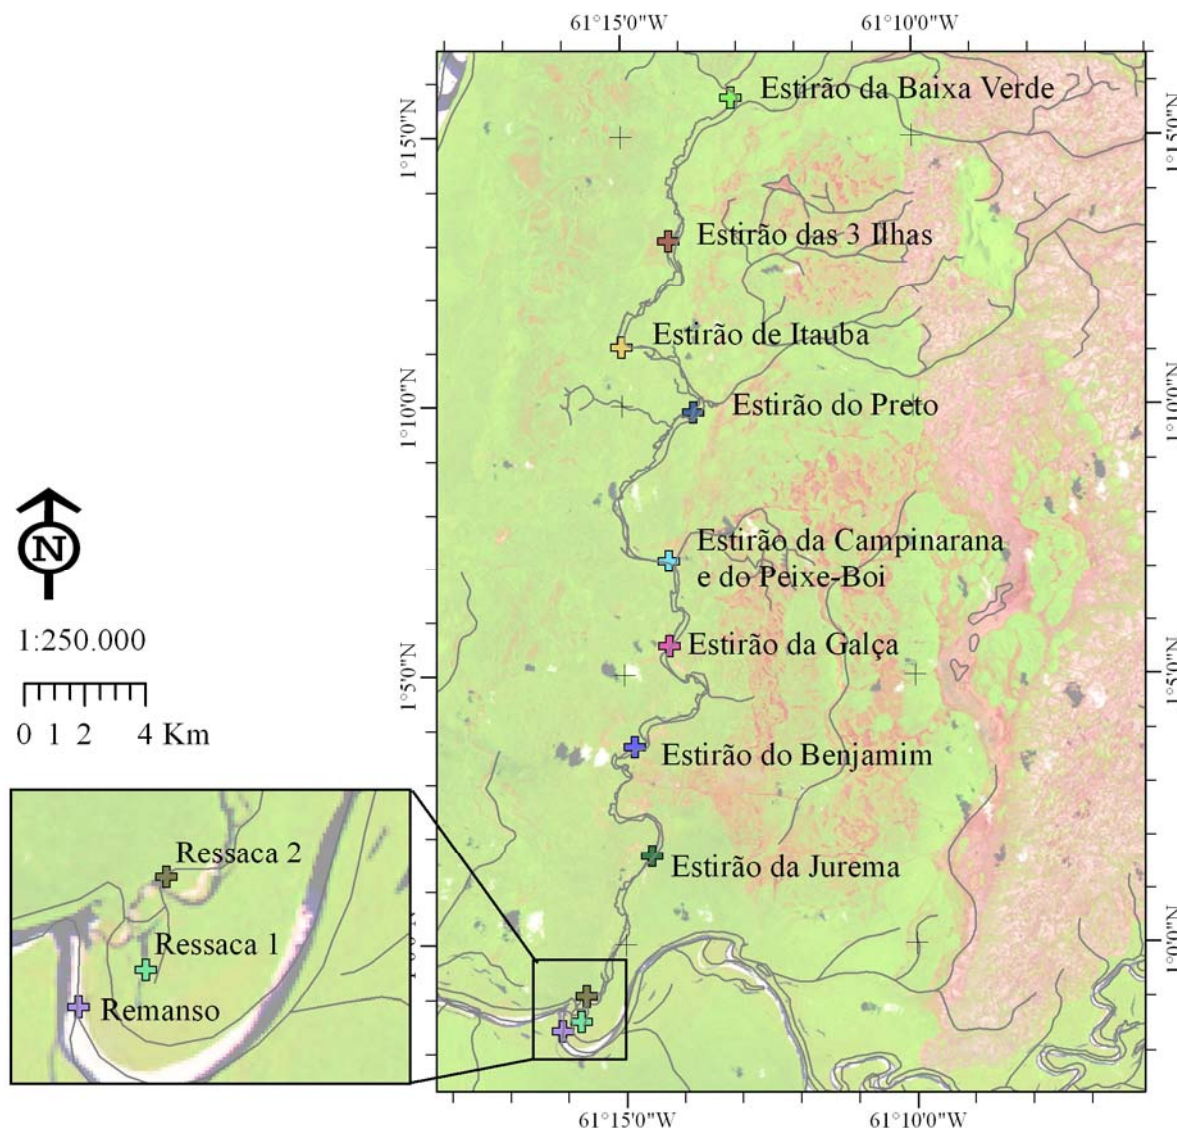 61°15'0"W
61°10'0"W
Estirão da Baixa Verde
1°15'0"N
1°15'0"N
Estirão das 3 Ilhas
Estirão de Itauba
Estirão do Preto
1°10'0"N
1°10'0"N
N
Estirão da Campinarana
e do Peixe-Boi
1:250.000
Estirão da Galça
1°5'0"N
1°5'0"N
0 1 2 4 Km
Estirão do Benjamim
Estirão da Jurema
Ressaca 2
Ressaca 1
Remanso
1°0'0"N
61°15'0"W
61°10'0"W